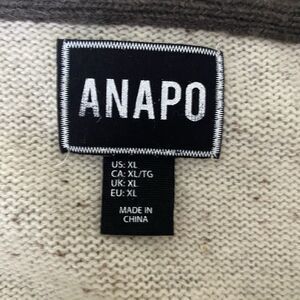 ANAPO
US: XL
CA: XL/TG
UK: XL
EU: XL
MADE IN
CHINA